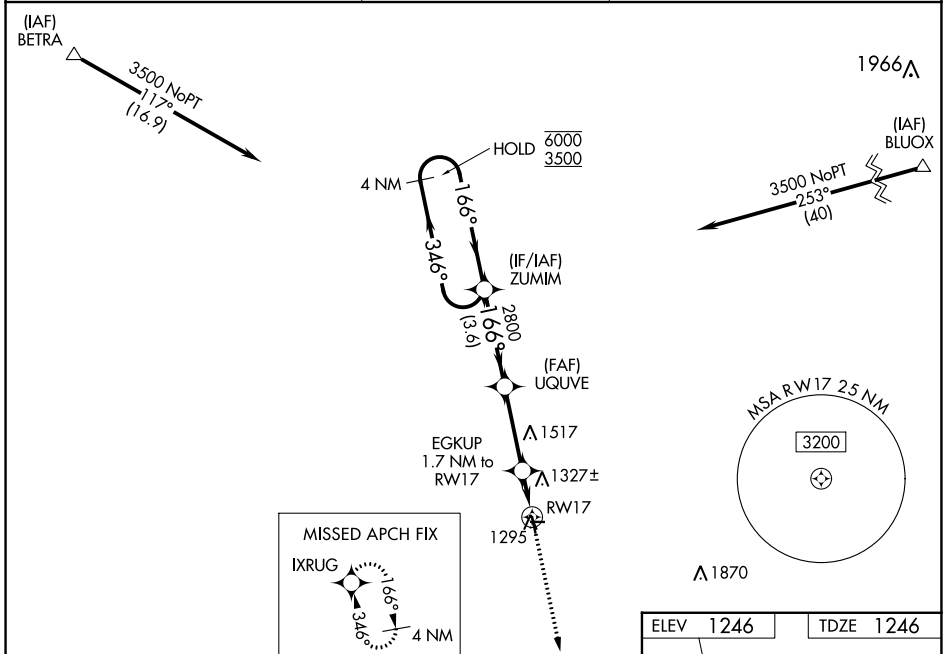 (IAF)
BETRA
3500 NoPT
117°
(16.9)
1966
(IAF)
BLUOX
3500 NoPT
253°
(40)
HOLD 6000
3500
4 NM
166°
346°
(IF/IAF)
ZUMIM
2800
166°
(3.6)
(FAF)
UQUVE
1517
EGKUP
1.7 NM to
RW17
1327±
RW17
1295
MSA RW17 25 NM
3200
1870
MISSED APCH FIX
IXRUG
166°
346°
4 NM
ELEV 1246
TDZE 1246